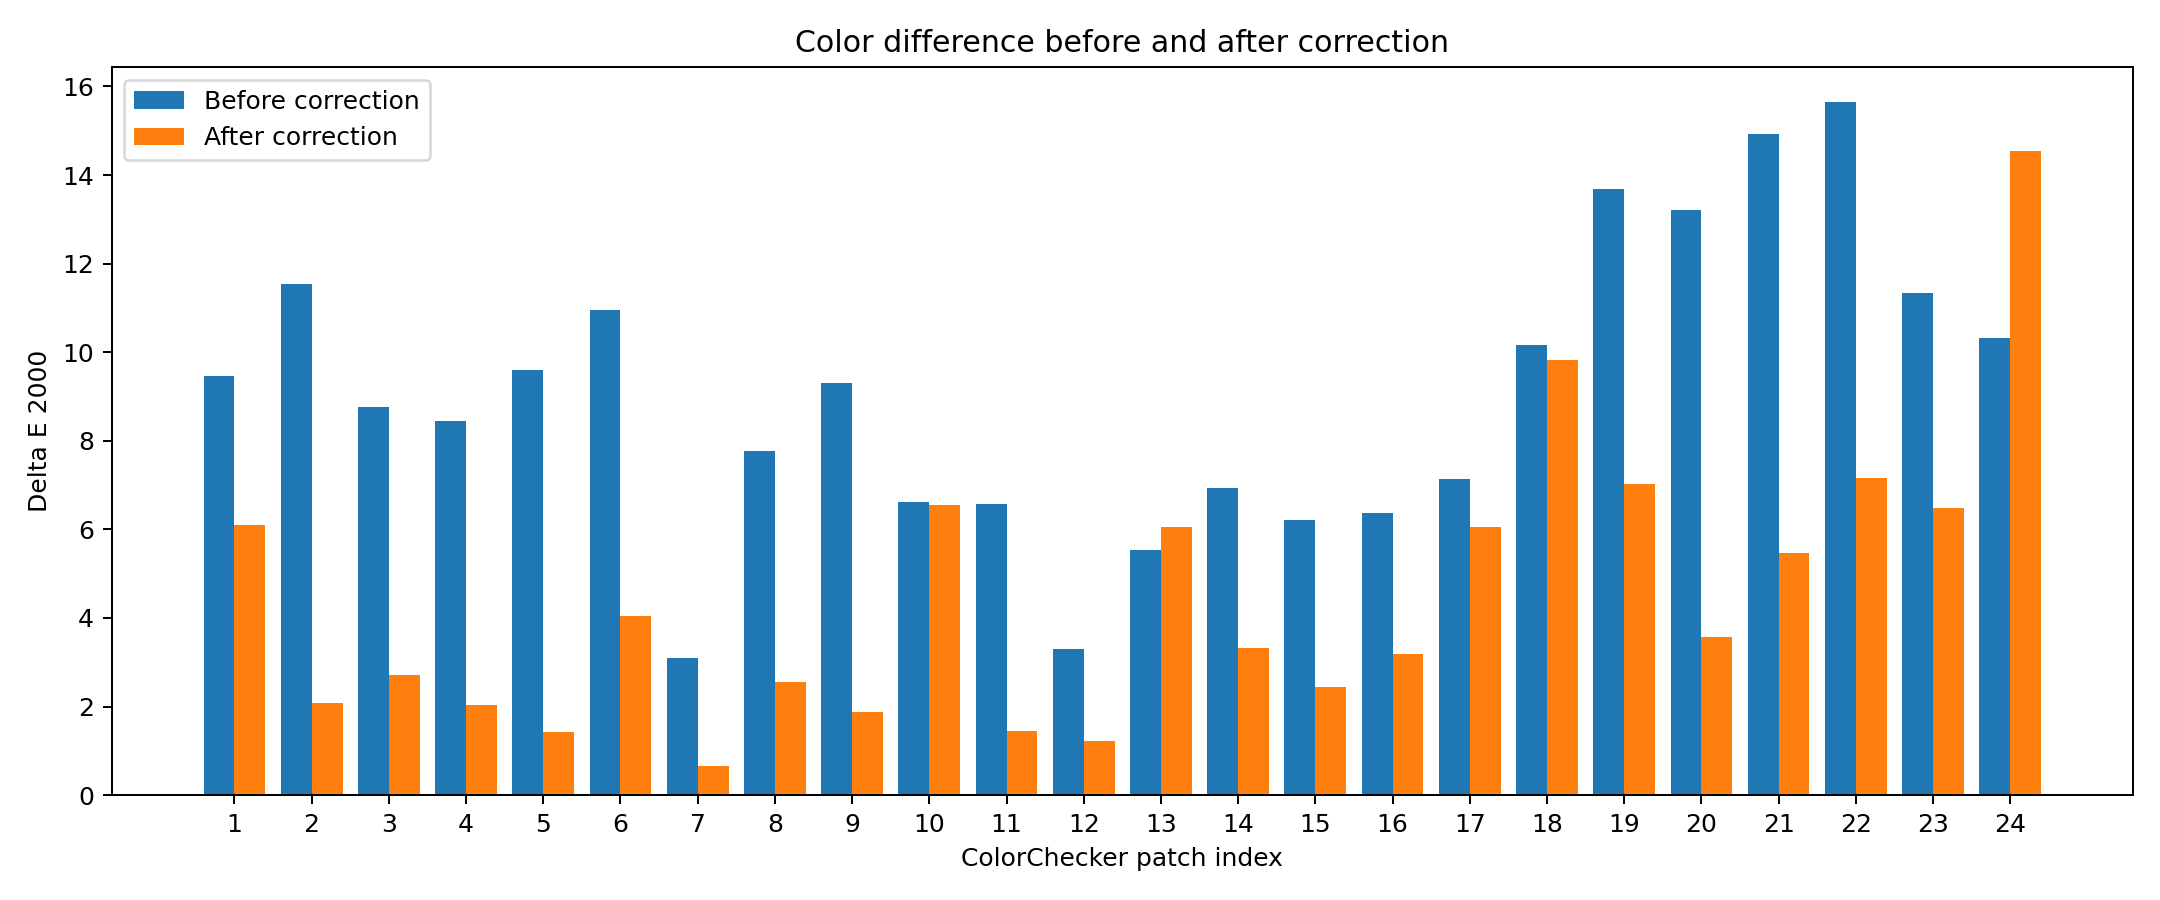 Color difference before and after correction
Before correction
After correction
16
14
12
10
8
6
4
2
0
Delta E 2000
1 2 3 4 5 6 7 8 9 10 11 12 13 14 15 16 17 18 19 20 21 22 23 24
ColorChecker patch index